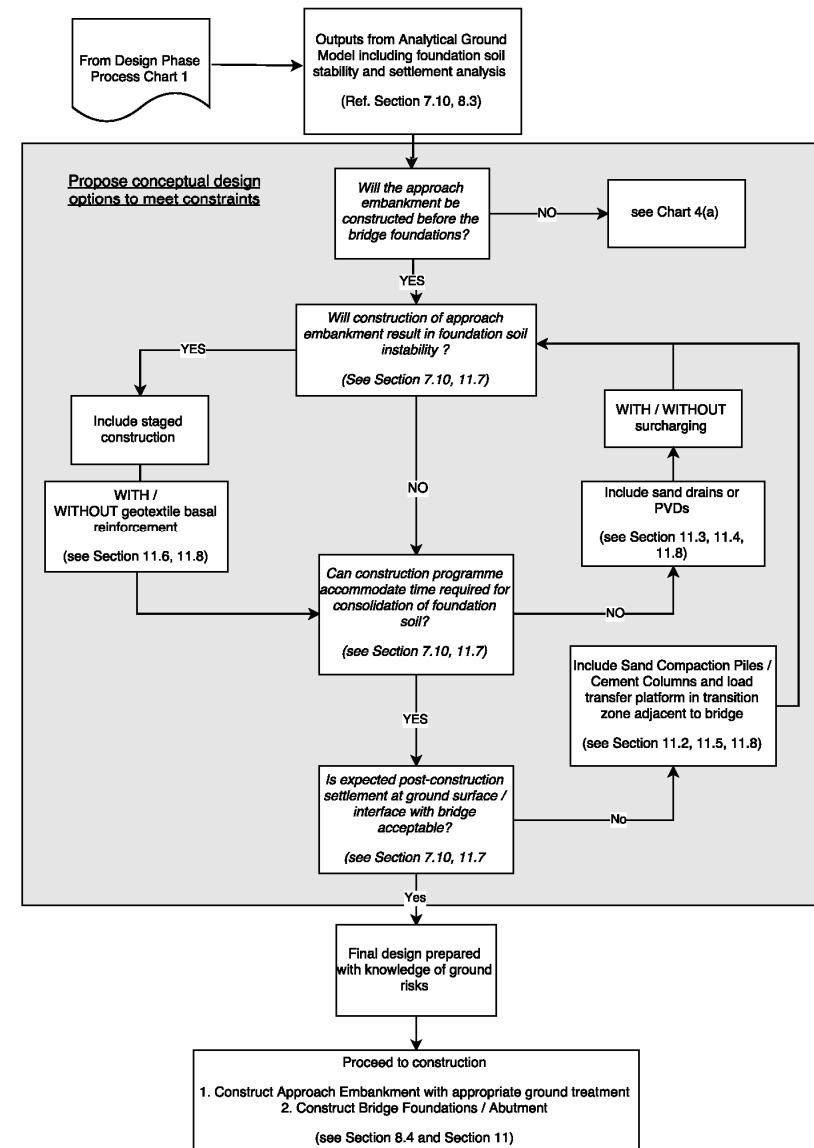 From Design Phase
Process Chart 1
Outputs from Analytical Ground
Model including foundation soil
stability and settlement analysis
(Ref. Section 7.10, 8.3)
Propose conceptual design
options to meet constraints
Will the approach
embankment be
constructed before the
bridge foundations?
NO
see Chart 4(a)
YES
Will construction of approach
embankment result in foundation soil
instability ?
(See Section 7.10, 11.7)
YES
Include staged
construction
WITH /
WITHOUT geotextile basal
reinforcement
(see Section 11.6, 11.8)
NO
WITH / WITHOUT
surcharging
Include sand drains or
PVDs
(see Section 11.3, 11.4,
11.8)
Can construction programme
accommodate time required for
consolidation of foundation
soil?
(see Section 7.10, 11.7)
NO
Include Sand Compaction Piles /
Cement Columns and load
transfer platform in transition
zone adjacent to bridge
(see Section 11.2, 11.5, 11.8)
YES
Is expected post-construction
settlement at ground surface /
interface with bridge
acceptable?
(see Section 7.10, 11.7
No
Yes
Final design prepared
with knowledge of ground
risks
Proceed to construction
1. Construct Approach Embankment with appropriate ground treatment
2. Construct Bridge Foundations / Abutment
(see Section 8.4 and Section 11)